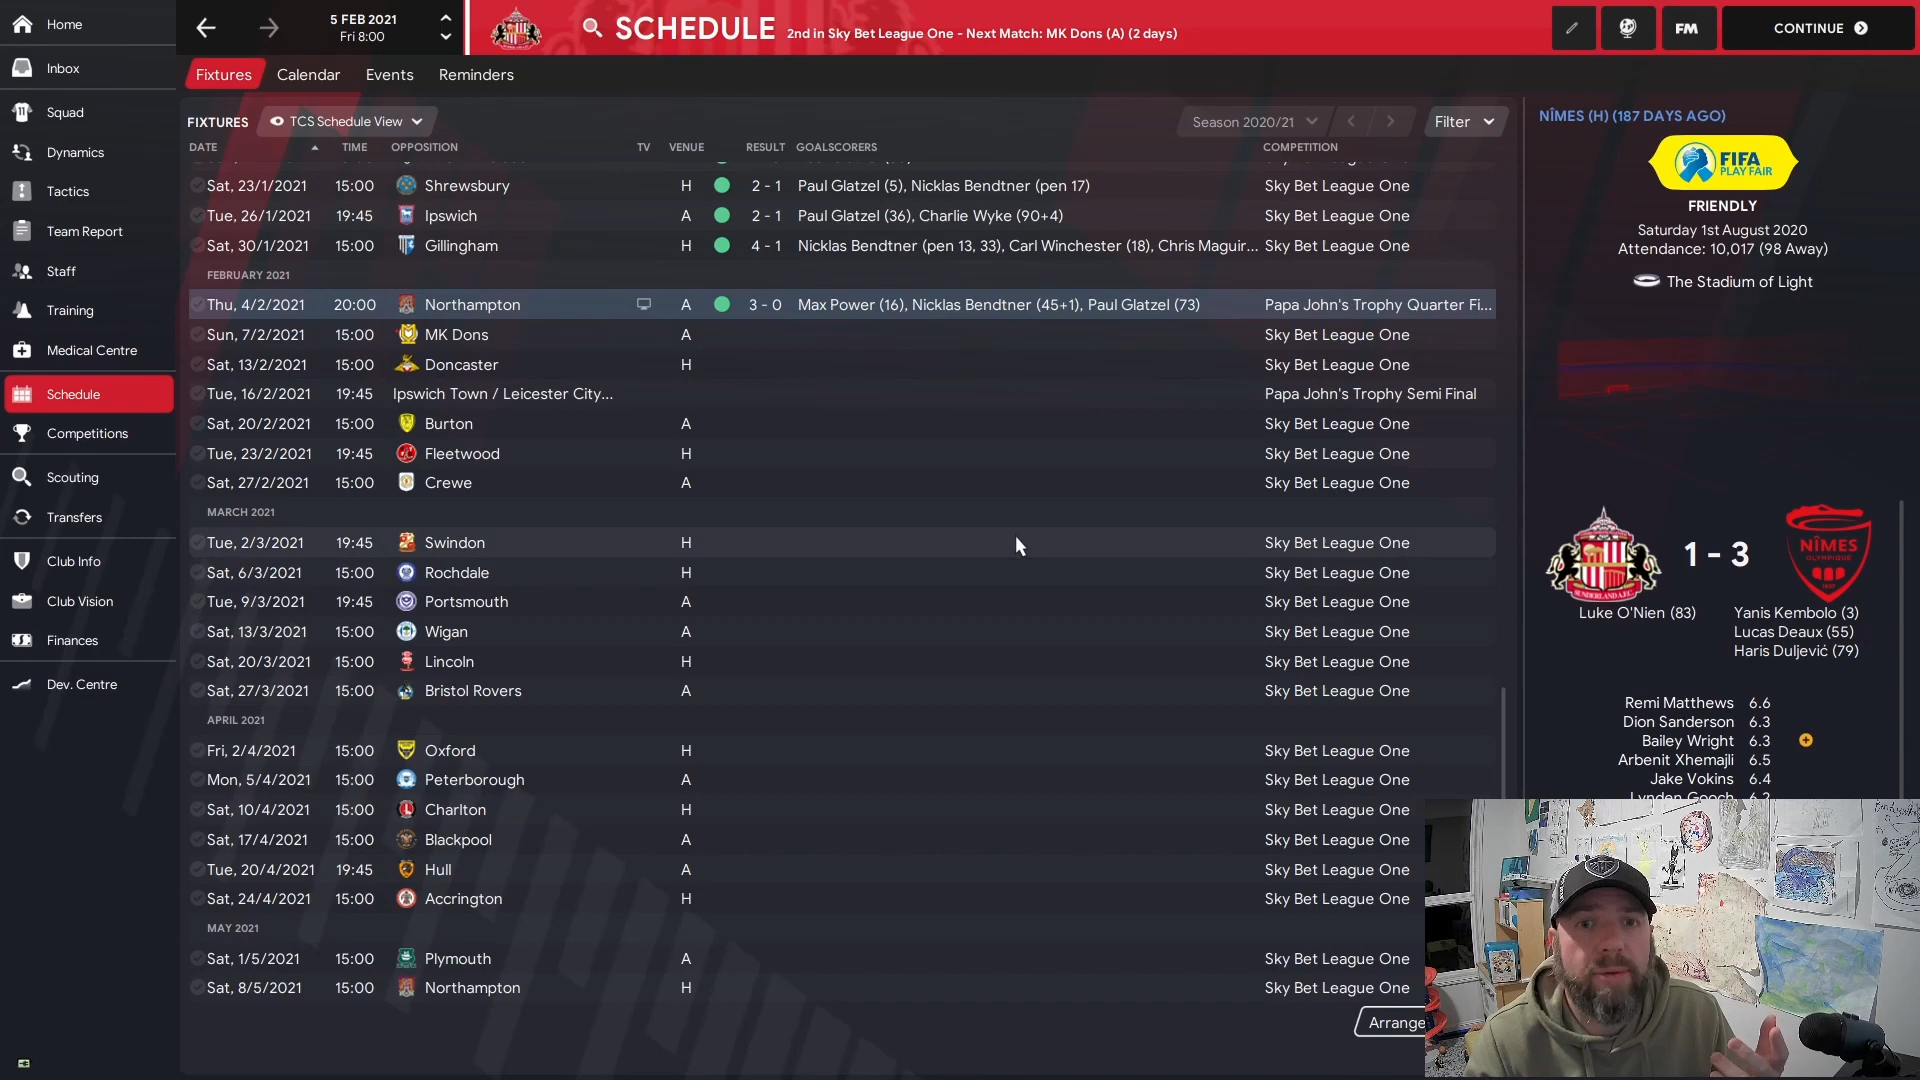 Home
Inbox
Squad
Dynamics
Tactics
Team Report
Staff
Training
Medical Centre
Schedule
Competitions
Scouting
Transfers
Club Info
Club Vision
Finances
Dev. Centre
5 FEB 2021
Fri 8:00
SCHEDULE 2nd in Sky Bet League One - Next Match: MK Dons (A) (2 days)
FM
CONTINUE
Fixtures Calendar Events Reminders
FIXTURES TCS Schedule View Season 2020/21 Filter
DATE TIME OPPOSITION TV VENUE RESULT GOALSCORERS COMPETITION
Sat, 23/1/2021 15:00 Shrewsbury H 2 - 1 Paul Glatzel (5), Nicklas Bendtner (pen 17) Sky Bet League One
Tue, 26/1/2021 19:45 Ipswich A 2 - 1 Paul Glatzel (36), Charlie Wyke (90+4) Sky Bet League One
Sat, 30/1/2021 15:00 Gillingham H 4 - 1 Nicklas Bendtner (pen 13, 33), Carl Winchester (18), Chris Maguir... Sky Bet League One
FEBRUARY 2021
Thu, 4/2/2021 20:00 Northampton A 3 - 0 Max Power (16), Nicklas Bendtner (45+1), Paul Glatzel (73) Papa John's Trophy Quarter Fi...
Sun, 7/2/2021 15:00 MK Dons A Sky Bet League One
Sat, 13/2/2021 15:00 Doncaster H Sky Bet League One
Tue, 16/2/2021 19:45 Ipswich Town / Leicester City... Papa John's Trophy Semi Final
Sat, 20/2/2021 15:00 Burton A Sky Bet League One
Tue, 23/2/2021 19:45 Fleetwood H Sky Bet League One
Sat, 27/2/2021 15:00 Crewe A Sky Bet League One
MARCH 2021
Tue, 2/3/2021 19:45 Swindon H Sky Bet League One
Sat, 6/3/2021 15:00 Rochdale H Sky Bet League One
Tue, 9/3/2021 19:45 Portsmouth A Sky Bet League One
Sat, 13/3/2021 15:00 Wigan A Sky Bet League One
Sat, 20/3/2021 15:00 Lincoln H Sky Bet League One
Sat, 27/3/2021 15:00 Bristol Rovers A Sky Bet League One
APRIL 2021
Fri, 2/4/2021 15:00 Oxford H Sky Bet League One
Mon, 5/4/2021 15:00 Peterborough A Sky Bet League One
Sat, 10/4/2021 15:00 Charlton H Sky Bet League One
Sat, 17/4/2021 15:00 Blackpool A Sky Bet League One
Tue, 20/4/2021 19:45 Hull A Sky Bet League One
Sat, 24/4/2021 15:00 Accrington H Sky Bet League One
MAY 2021
Sat, 1/5/2021 15:00 Plymouth A Sky Bet League One
Sat, 8/5/2021 15:00 Northampton H Sky Bet League One
Arrange
NÎMES (H) (187 DAYS AGO)
FIFA
PLAY FAIR
FRIENDLY
Saturday 1st August 2020
Attendance: 10,017 (98 Away)
The Stadium of Light
SUNDERLAND A.F.C.
1 - 3
NÎMES
OLYMPIQUE
Luke O'Nien (83)
Yanis Kembolo (3)
Lucas Deaux (55)
Haris Duljević (79)
Remi Matthews 6.6
Dion Sanderson 6.3
Bailey Wright 6.3
Arbenit Xhemajli 6.5
Jake Vokins 6.4
Lynden Gooch 6.2